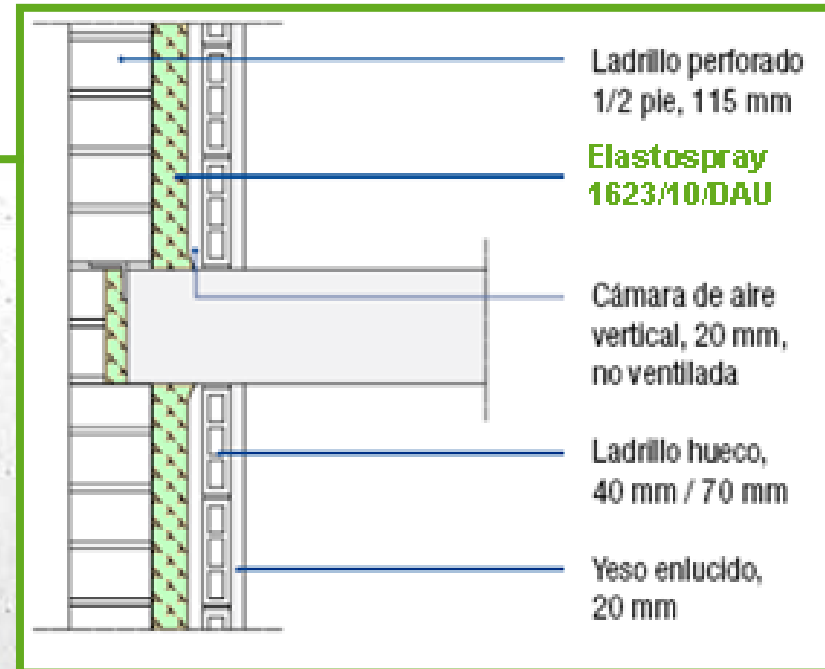 Ladrillo perforado
1/2 pie, 115 mm
Elastospray
1623/10/DAU
Cámara de aire
vertical, 20 mm,
no ventilada
Ladrillo hueco,
40 mm / 70 mm
Yeso enlucido,
20 mm